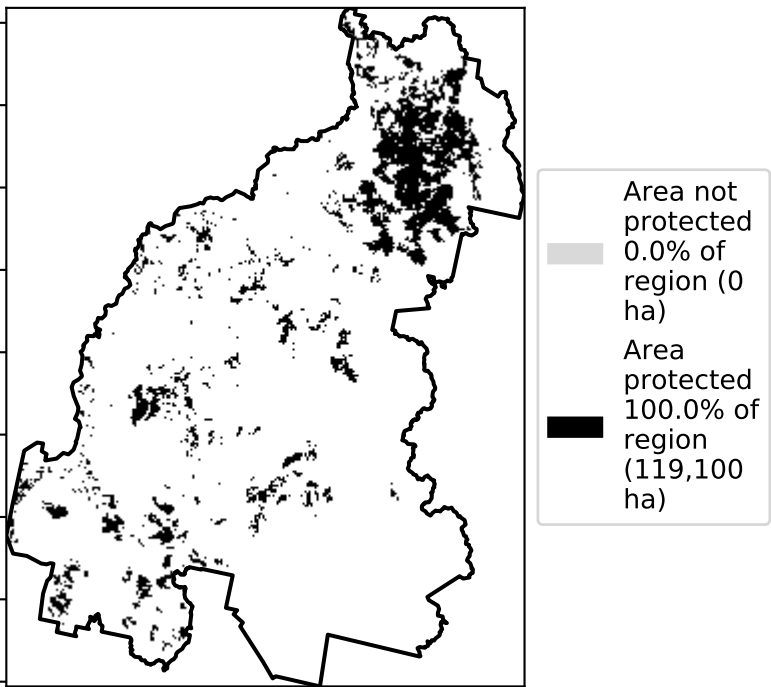 Area not
protected
0.0% of
region (0
ha)
Area
protected
100.0% of
region
(119,100
ha)